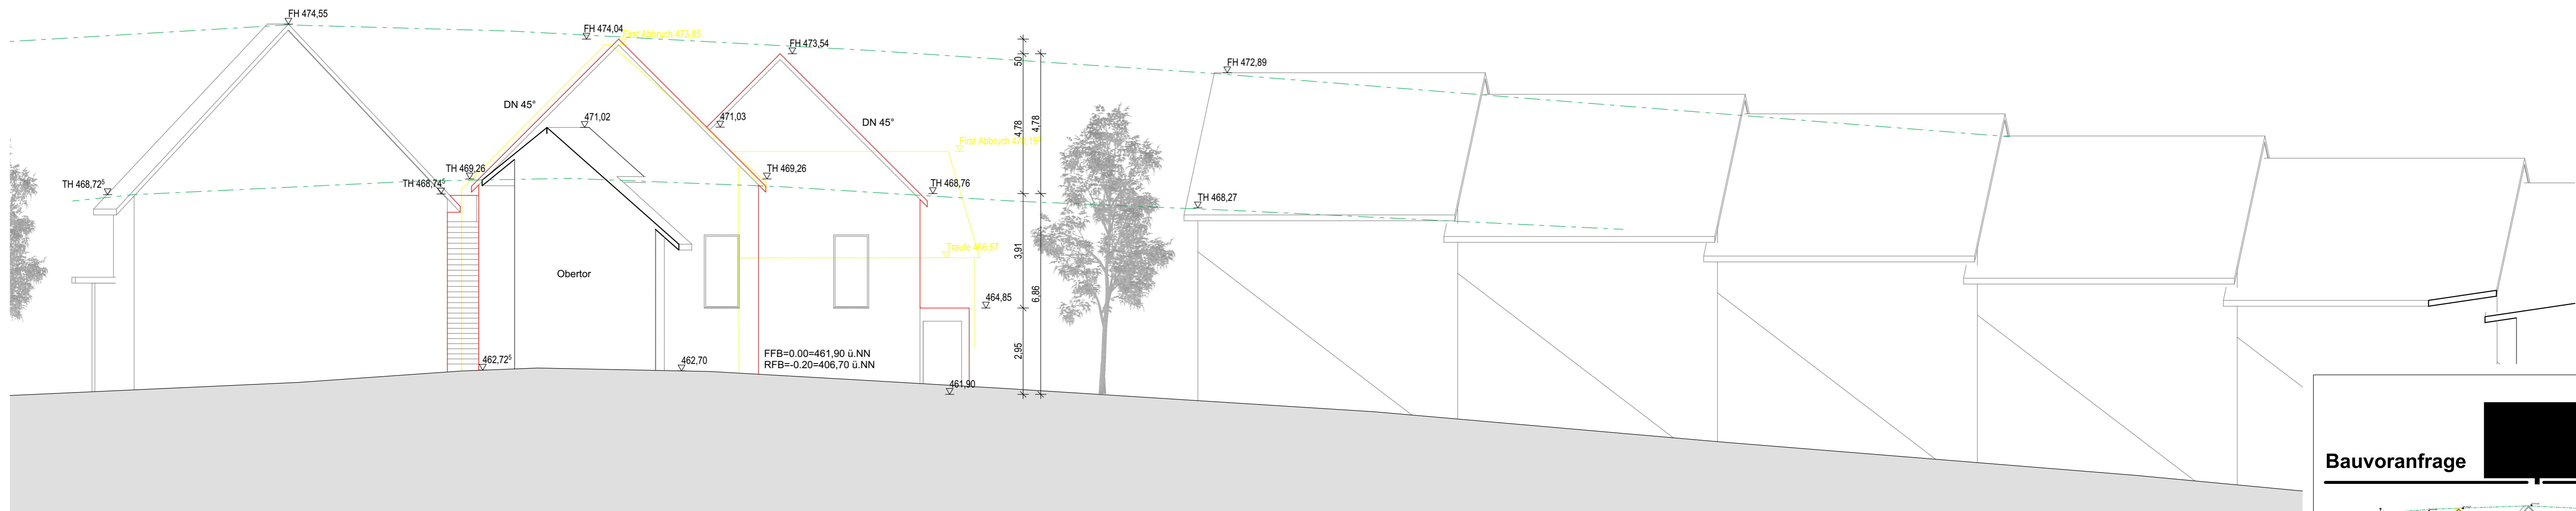 FH 474,55
FH 474,04
First Abbruch 473,85
FH 473,54
FH 472,89
50
DN 45°
471,02
471,03
DN 45°
4,78
4,78
TH 468,72⁵
TH 468,74⁵
TH 469,26
TH 469,26
TH 468,76
TH 468,27
3,91
Obertor
464,85
6,86
2,95
462,72⁵
462,70
FFB=0.00=461,90 ü.NN
RFB=-0.20=406,70 ü.NN
461,90
Bauvoranfrage